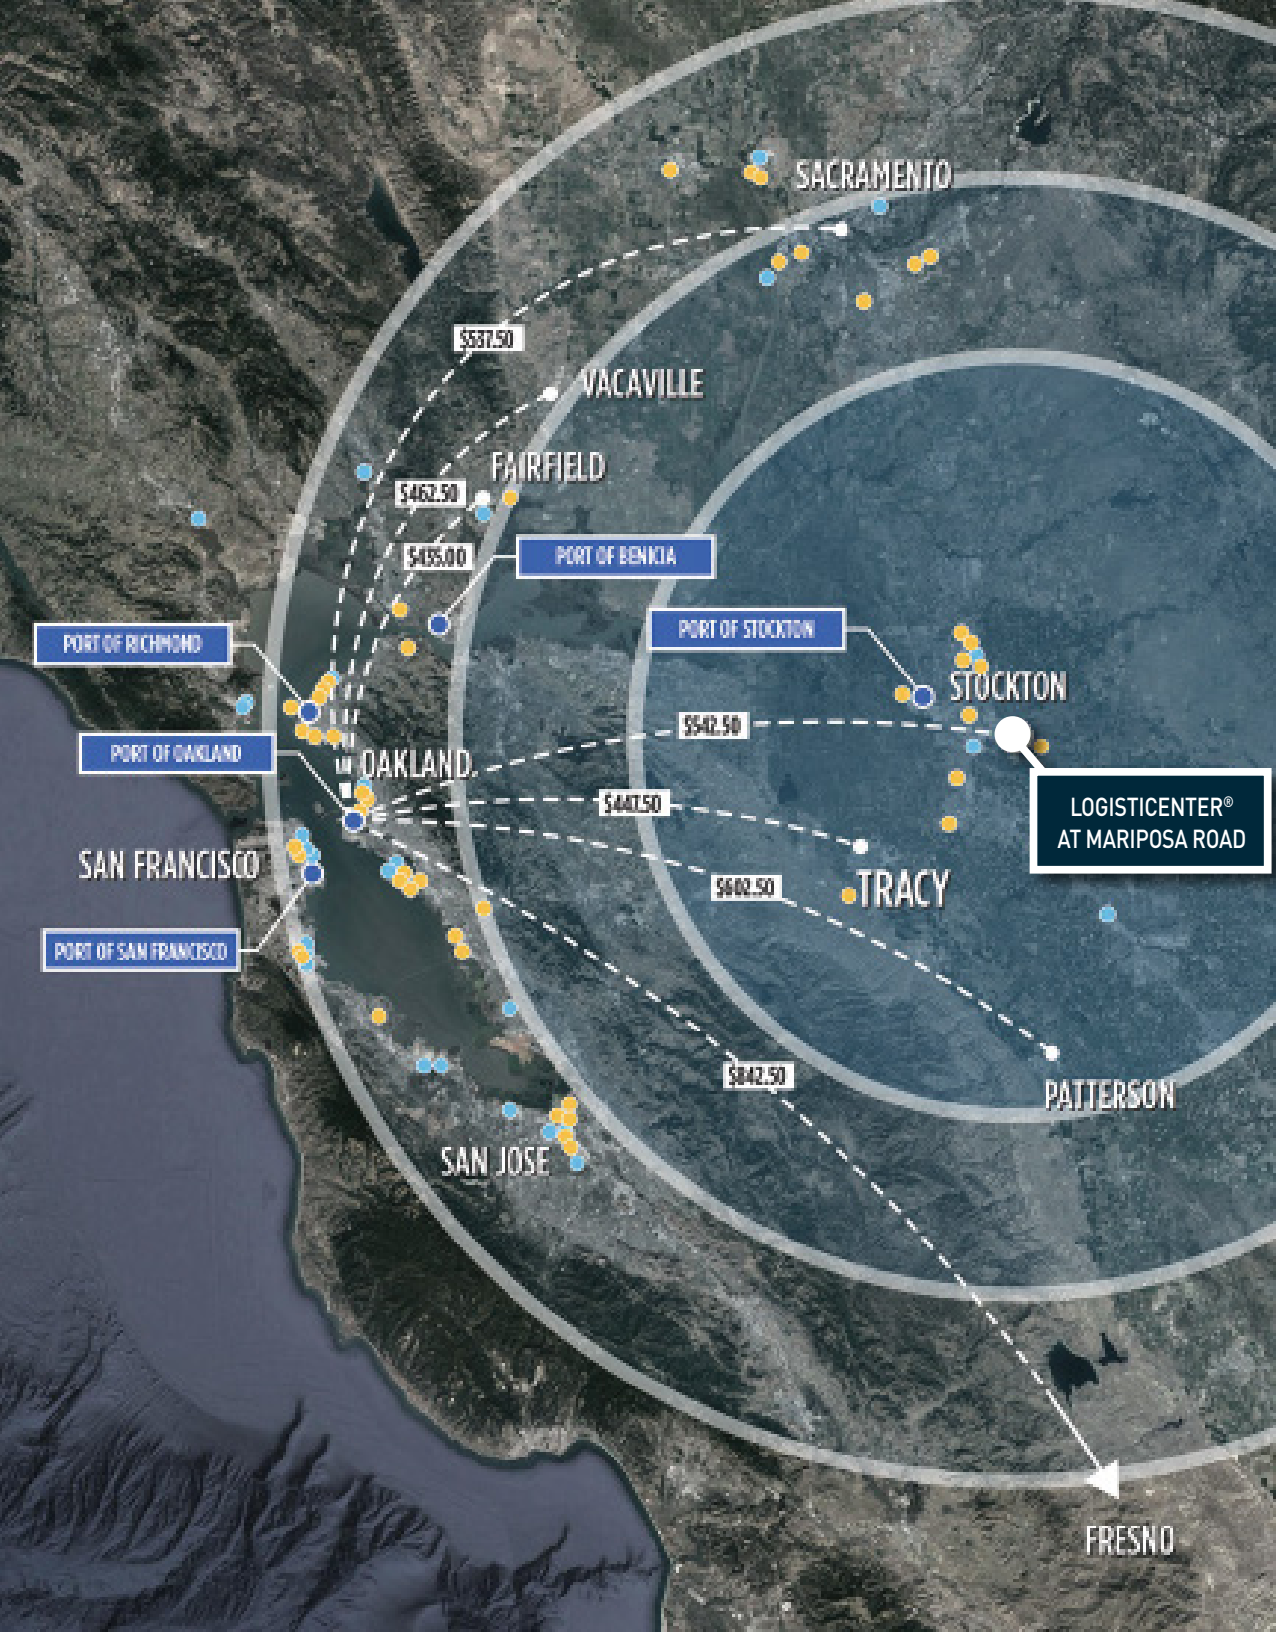 SACRAMENTO
$537.50
VACAVILLE
FAIRFIELD
$462.50
$435.00
PORT OF BENICIA
PORT OF STOCKTON
PORT OF RICHMOND
STOCKTON
$542.50
PORT OF OAKLAND
OAKLAND
$447.50
LOGISTICENTER®
AT MARIPOSA ROAD
SAN FRANCISCO
$602.50
TRACY
PORT OF SAN FRANCISCO
$842.50
PATTERSON
SAN JOSE
FRESNO